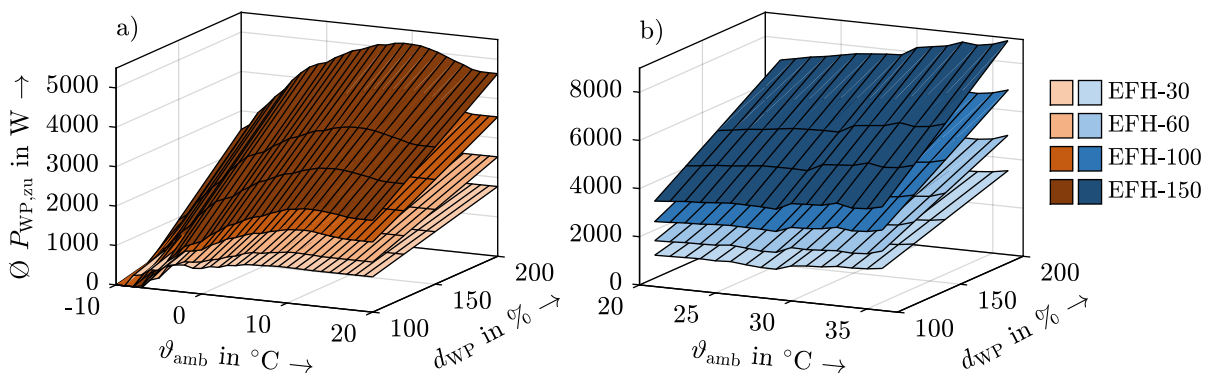 a)
Ø P_WP,zu in W →
5000
4000
3000
2000
1000
0
-10
0
10
20
ϑ_amb in °C →
100
150
200
d_WP in % →
b)
8000
6000
4000
2000
0
20
25
30
35
ϑ_amb in °C →
100
150
200
d_WP in % →
EFH-30
EFH-60
EFH-100
EFH-150